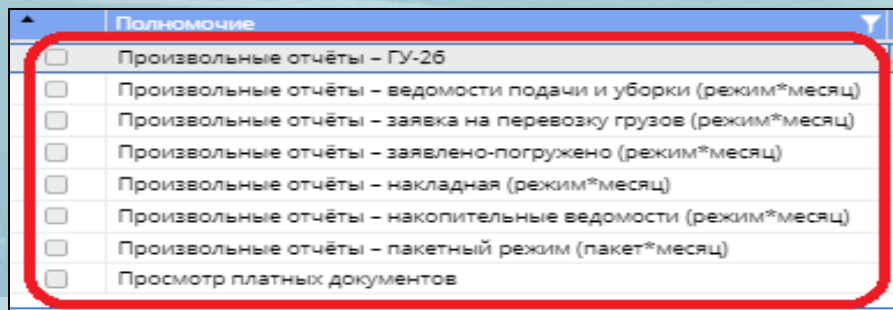 Полномочие
Произвольные отчёты – ГУ-2б
Произвольные отчёты – ведомости подачи и уборки (режим*месяц)
Произвольные отчёты – заявка на перевозку грузов (режим*месяц)
Произвольные отчёты – заявлено-погружено (режим*месяц)
Произвольные отчёты – накладная (режим*месяц)
Произвольные отчёты – накопительные ведомости (режим*месяц)
Произвольные отчёты – пакетный режим (пакет*месяц)
Просмотр платных документов